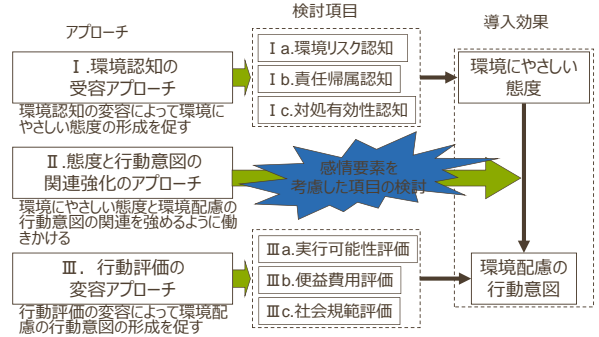 アプローチ
検討項目
導入効果
Ⅰ.環境認知の
受容アプローチ
環境認知の変容によって環境に
やさしい態度の形成を促す
Ⅰa.環境リスク認知
Ⅰb.責任帰属認知
Ⅰc.対処有効性認知
環境にやさしい
態度
Ⅱ.態度と行動意図の
関連強化のアプローチ
環境にやさしい態度と環境配慮の
行動意図の関連を強めるように働
きかける
感情要素を
考慮した項目の検討
Ⅲ. 行動評価の
変容アプローチ
行動評価の変容によって環境配
慮の行動意図の形成を促す
Ⅲa.実行可能性評価
Ⅲb.便益費用評価
Ⅲc.社会規範評価
環境配慮の
行動意図